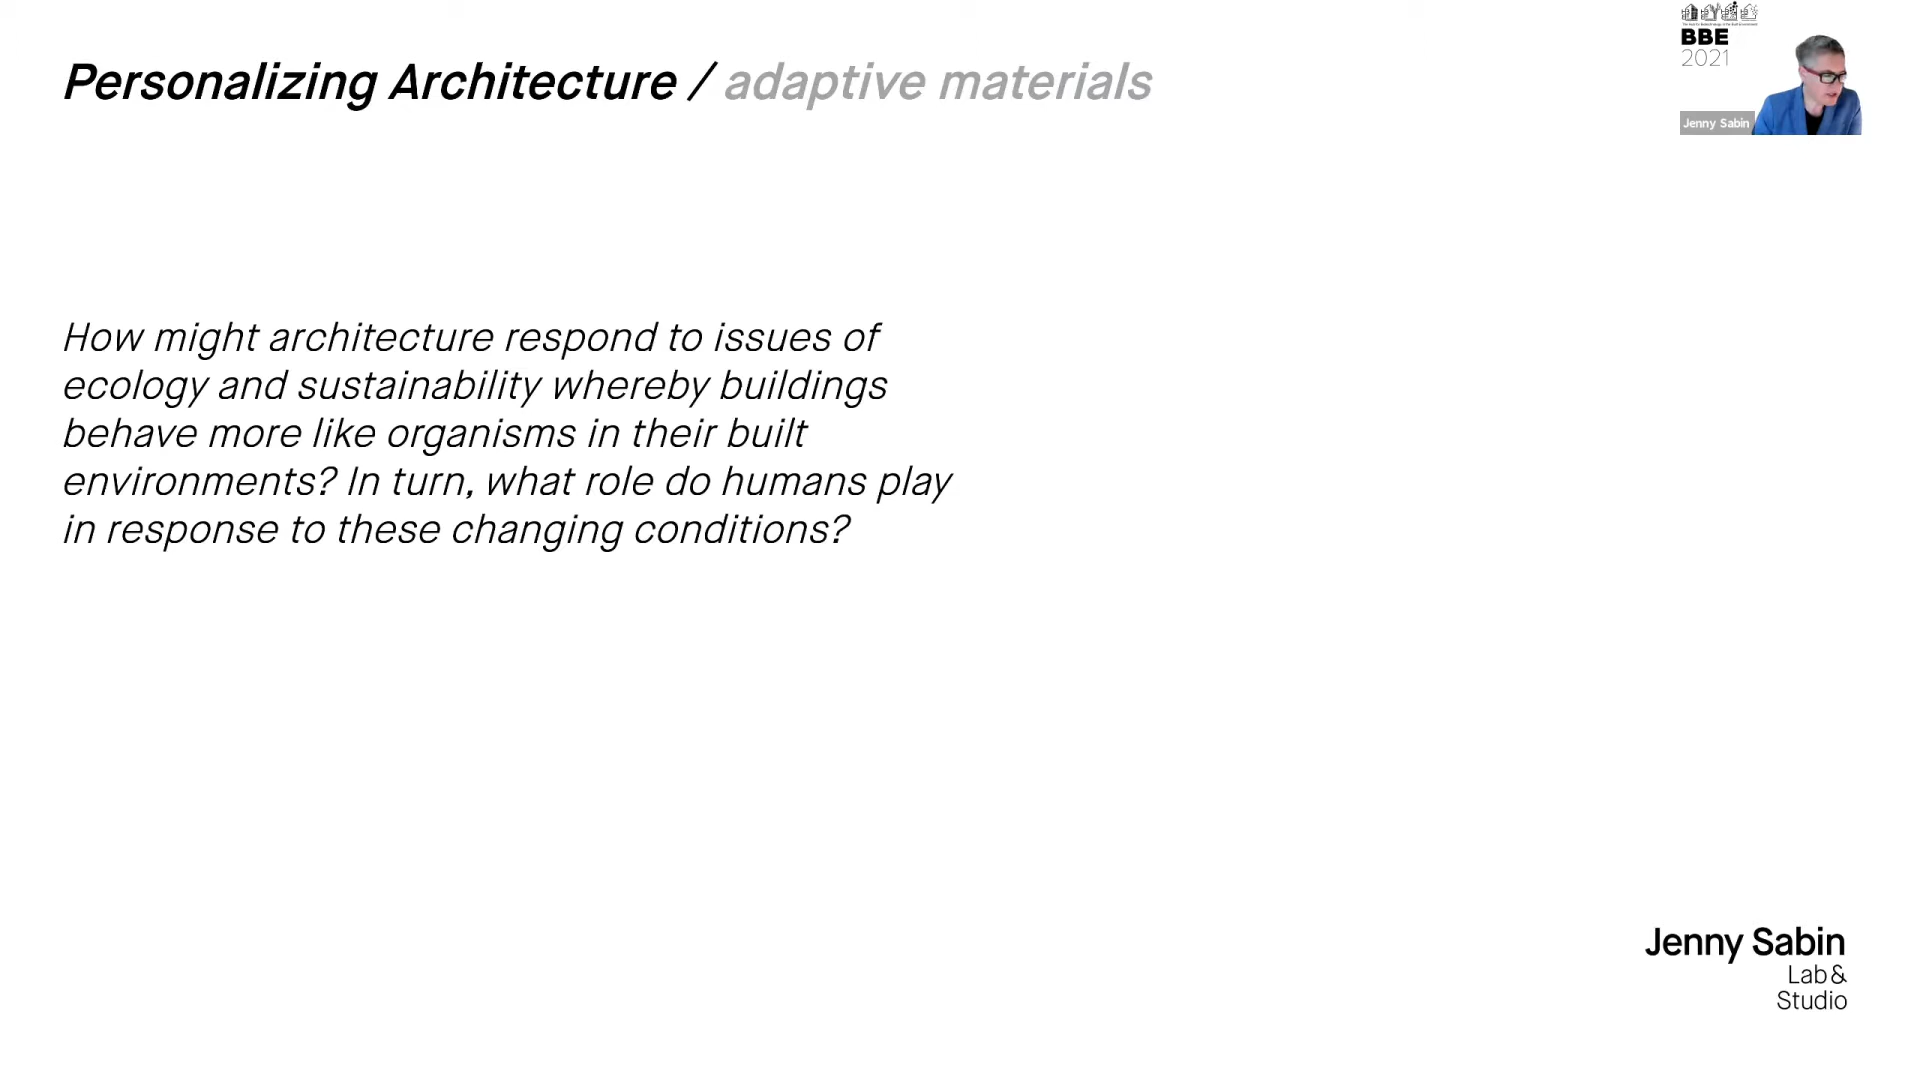 Personalizing Architecture / adaptive materials
BBE
2021
Jenny Sabin
How might architecture respond to issues of
ecology and sustainability whereby buildings
behave more like organisms in their built
environments? In turn, what role do humans play
in response to these changing conditions?
Jenny Sabin
Lab &
Studio